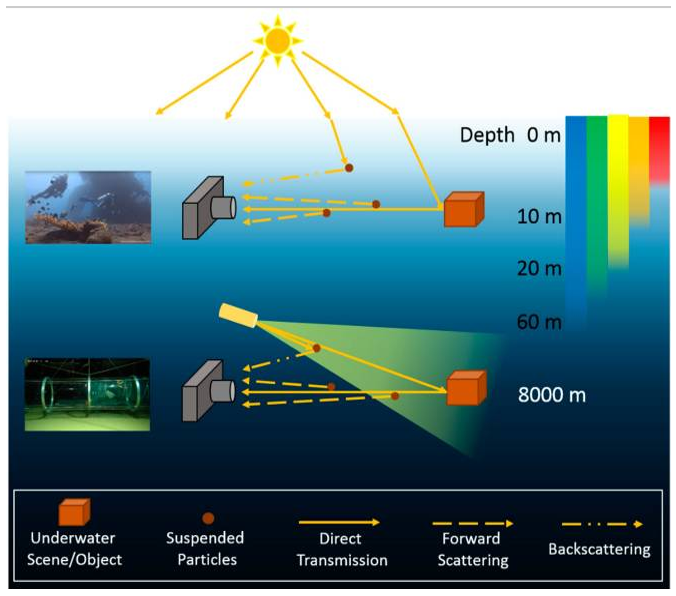 Depth 0 m
10 m
20 m
60 m
8000 m
Underwater
Scene/Object
Suspended
Particles
Direct
Transmission
Forward
Scattering
Backscattering